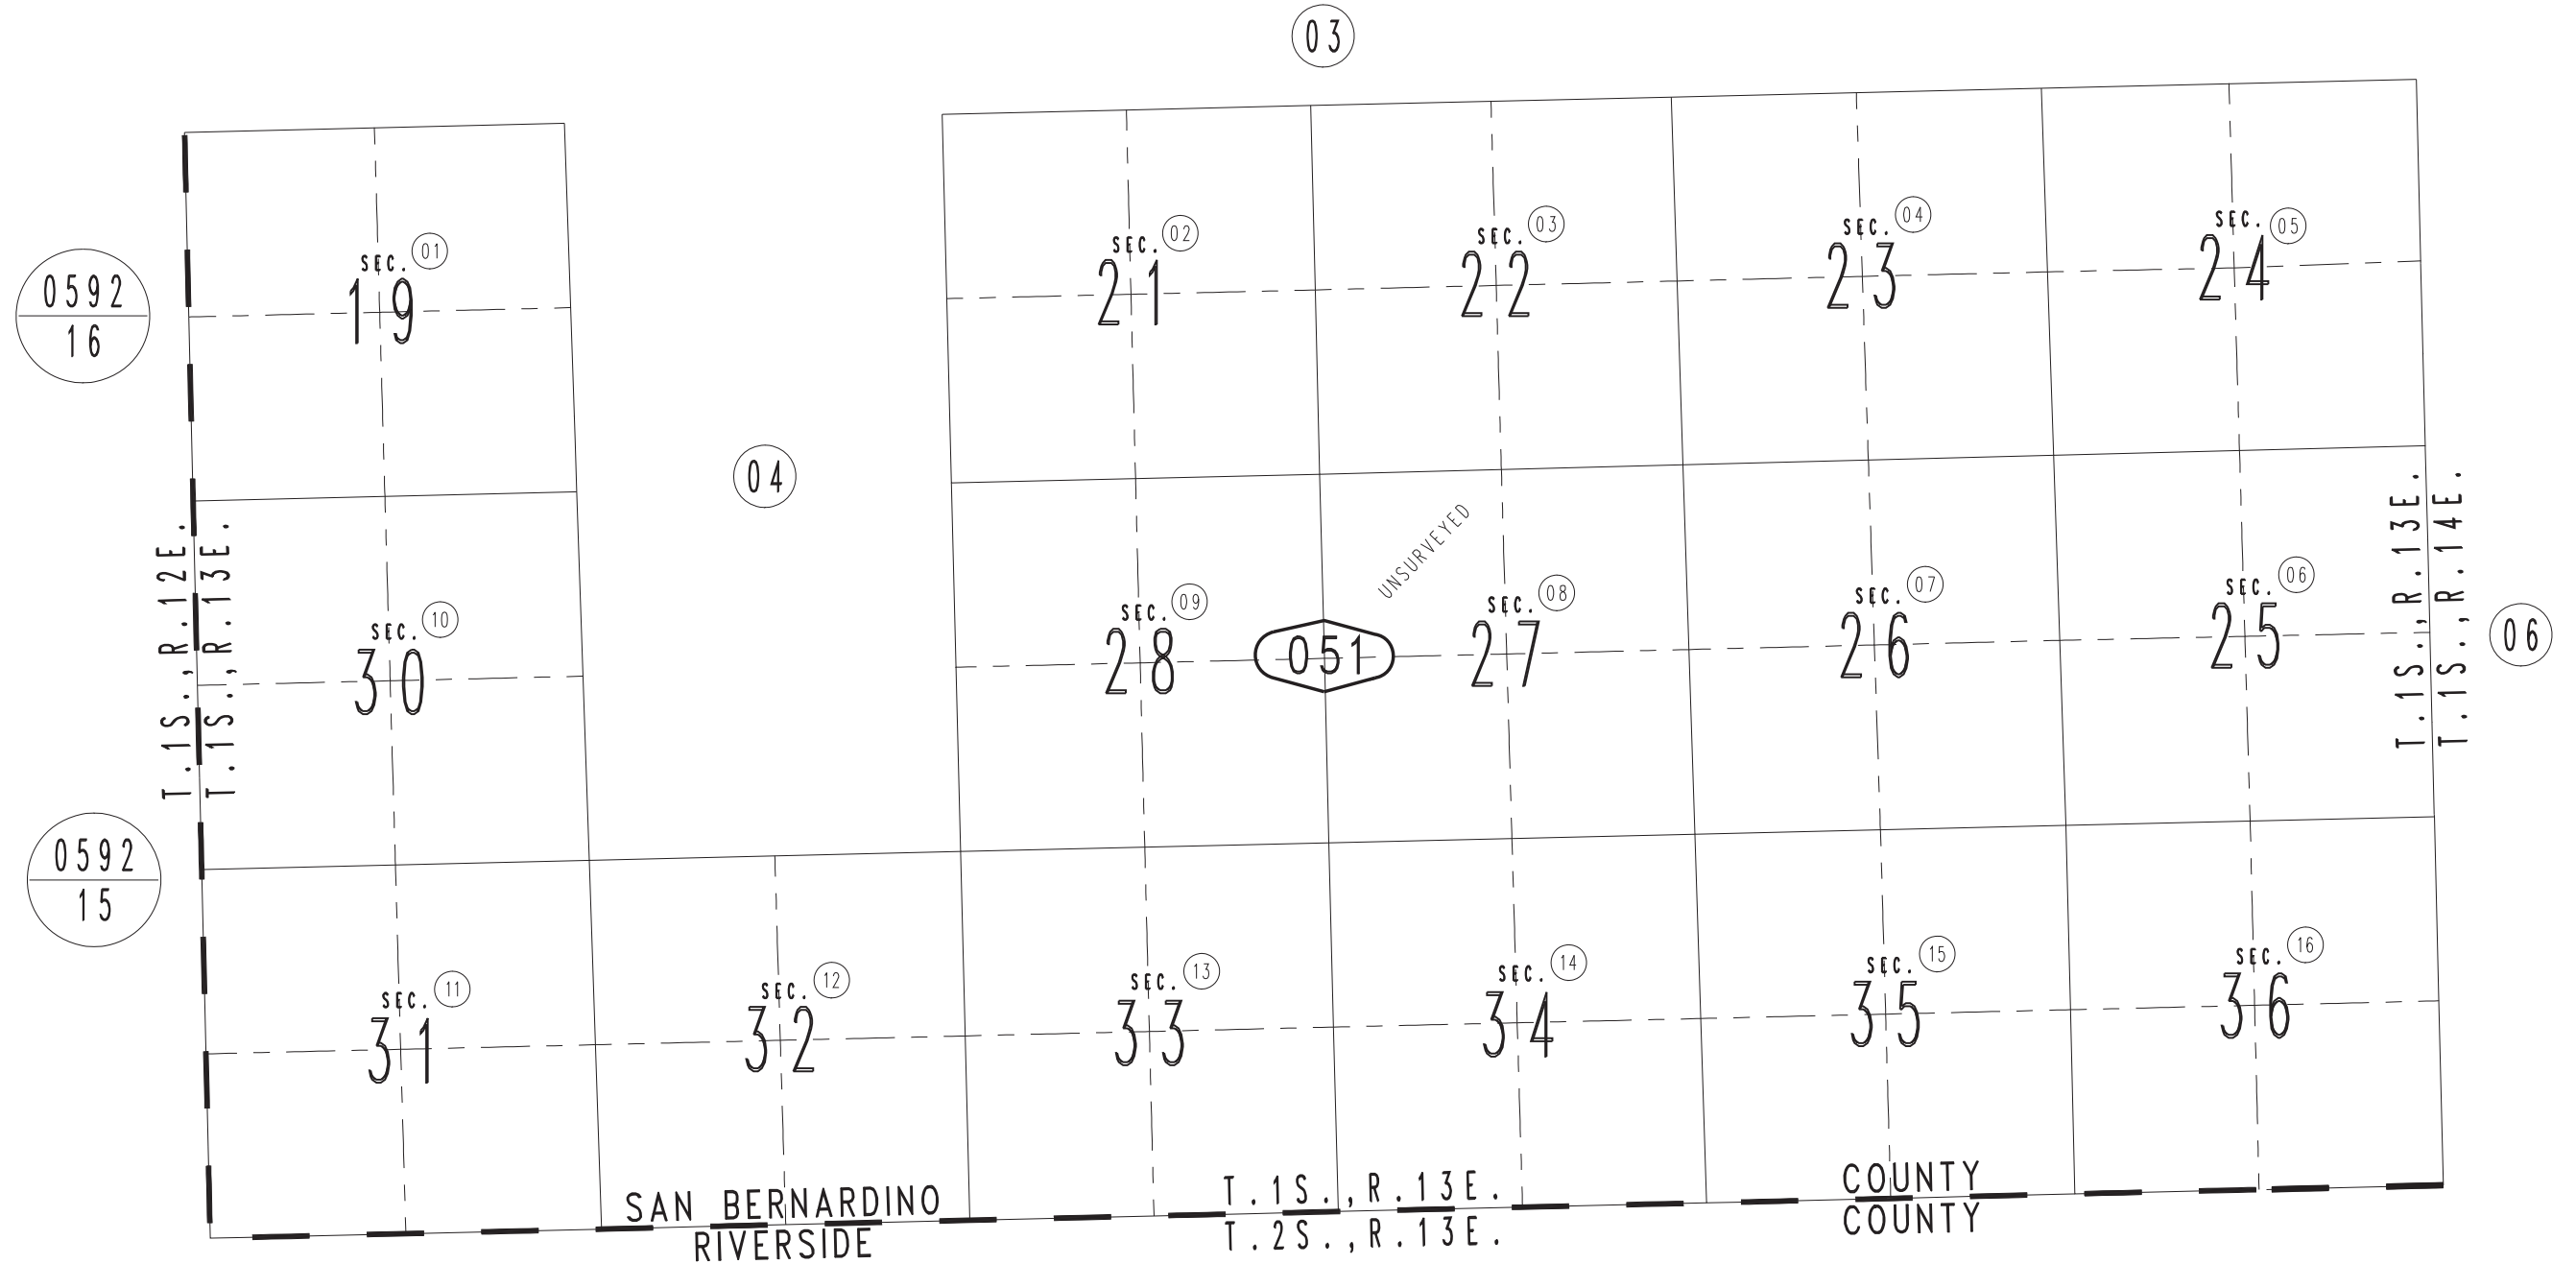 03
SEC. 01
19
SEC. 02
21
SEC. 03
22
SEC. 04
23
SEC. 05
24
0592
16
04
UNSURVEYED
T.1S.,R.12E.
T.1S.,R.13E.
SEC. 10
30
SEC. 09
28
051
SEC. 08
27
SEC. 07
26
SEC. 06
25
T.1S.,R.13E.
T.1S.,R.14E.
06
0592
15
SEC. 11
31
SEC. 12
32
SEC. 13
33
SEC. 14
34
SEC. 15
35
SEC. 16
36
SAN BERNARDINO T.1S.,R.13E. COUNTY
RIVERSIDE T.2S.,R.13E. COUNTY